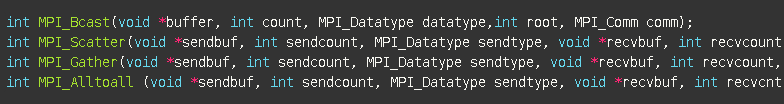 int MPI_Bcast(void *buffer, int count, MPI_Datatype datatype,int root, MPI_Comm comm);
int MPI_Scatter(void *sendbuf, int sendcount, MPI_Datatype sendtype, void *recvbuf, int recvcount
int MPI_Gather(void *sendbuf, int sendcount, MPI_Datatype sendtype, void *recvbuf, int recvcount,
int MPI_Alltoall (void *sendbuf, int sendcount, MPI_Datatype sendtype, void *recvbuf, int recvcnt